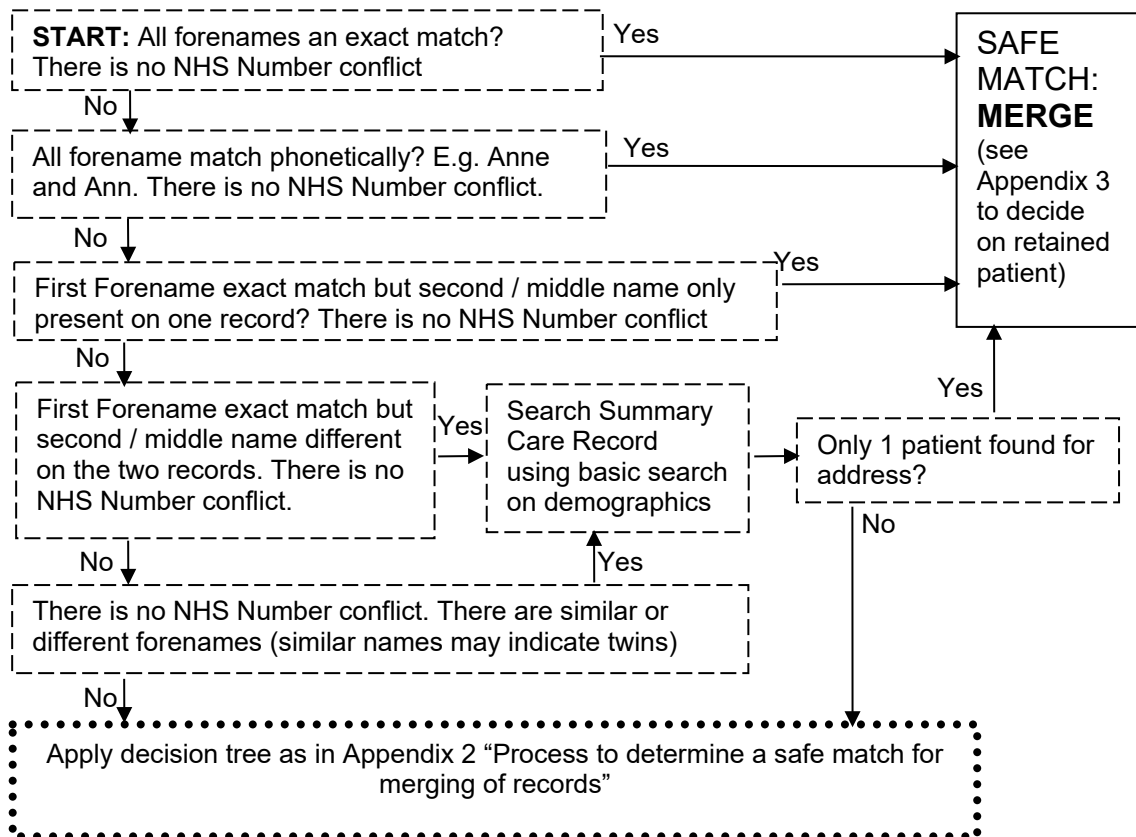 START: All forenames an exact match?
There is no NHS Number conflict
Yes
SAFE
MATCH:
MERGE
(see
Appendix 3
to decide
on retained
patient)
No
All forename match phonetically? E.g. Anne
and Ann. There is no NHS Number conflict.
Yes
No
First Forename exact match but second / middle name only
present on one record? There is no NHS Number conflict
Yes
No
First Forename exact match but
second / middle name different
on the two records. There is no
NHS Number conflict.
Yes
Search Summary
Care Record
using basic search
on demographics
Only 1 patient found for
address?
Yes
No
No
There is no NHS Number conflict. There are similar or
different forenames (similar names may indicate twins)
Yes
No
Apply decision tree as in Appendix 2 “Process to determine a safe match for
merging of records”